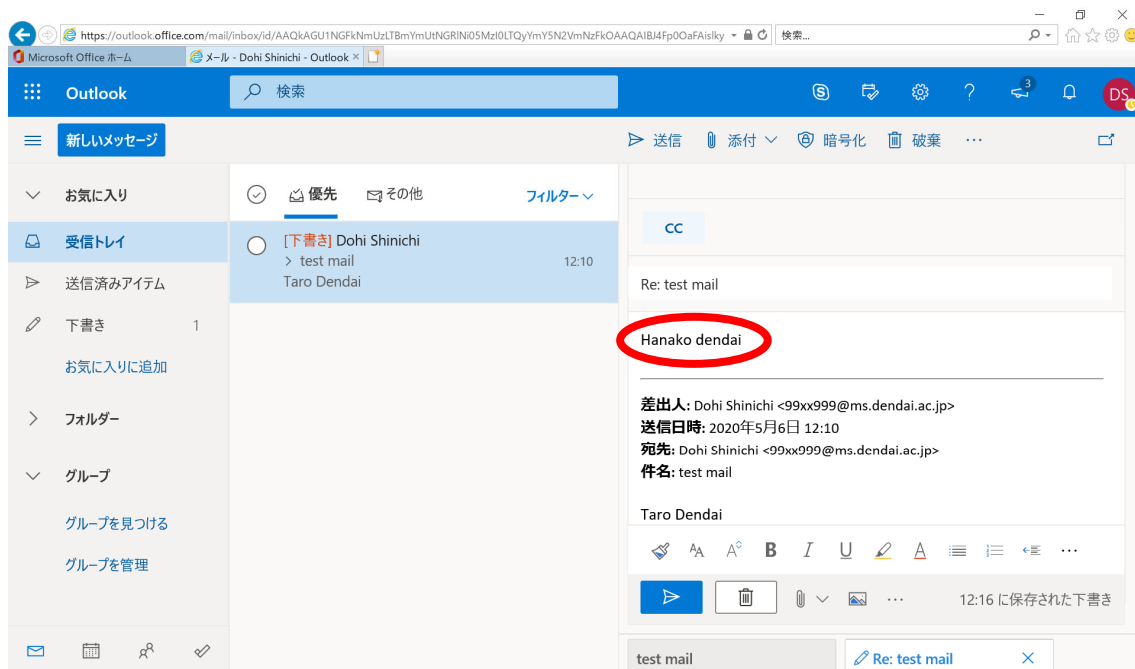 https://outlook.office.com/mail/inbox/id/AAQkAGU1NGFkNmUzLTBmYmUtNGRlNi05MzI0LTQyYmY5N2VmNzFkOAAQAIBJ4Fp0OaFAislky 検索...
Microsoft Office ホーム メール - Dohi Shinichi - Outlook ×
Outlook 検索 3 DS
新しいメッセージ 送信 添付 暗号化 破棄 ...
お気に入り 優先 その他 フィルター
CC
受信トレイ [下書き] Dohi Shinichi
> test mail 12:10
送信済みアイテム Taro Dendai Re: test mail
下書き 1
Hanako dendai
お気に入りに追加
差出人: Dohi Shinichi <99xx999@ms.dendai.ac.jp>
フォルダー 送信日時: 2020年5月6日 12:10
宛先: Dohi Shinichi <99xx999@ms.dendai.ac.jp>
グループ 件名: test mail
グループを見つける Taro Dendai
グループを管理 A A B I U A ...
... 12:16 に保存された下書き
test mail Re: test mail ×